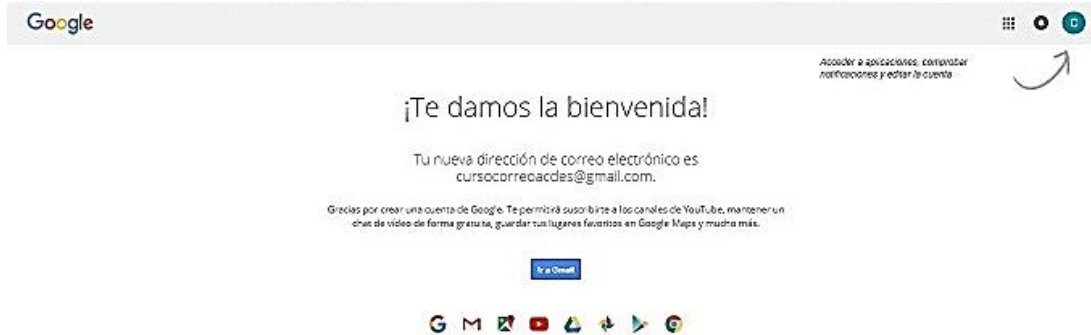 Google
C
Acceder a aplicaciones, comprobar
notificaciones y editar la cuenta
¡Te damos la bienvenida!
Tu nueva dirección de correo electrónico es
cursocorreoacdes@gmail.com.
Gracias por crear una cuenta de Google. Te permitirá suscribirte a los canales de YouTube, mantener un
chat de vídeo de forma gratuita, guardar tus lugares favoritos en Google Maps y mucho más.
Ir a Gmail